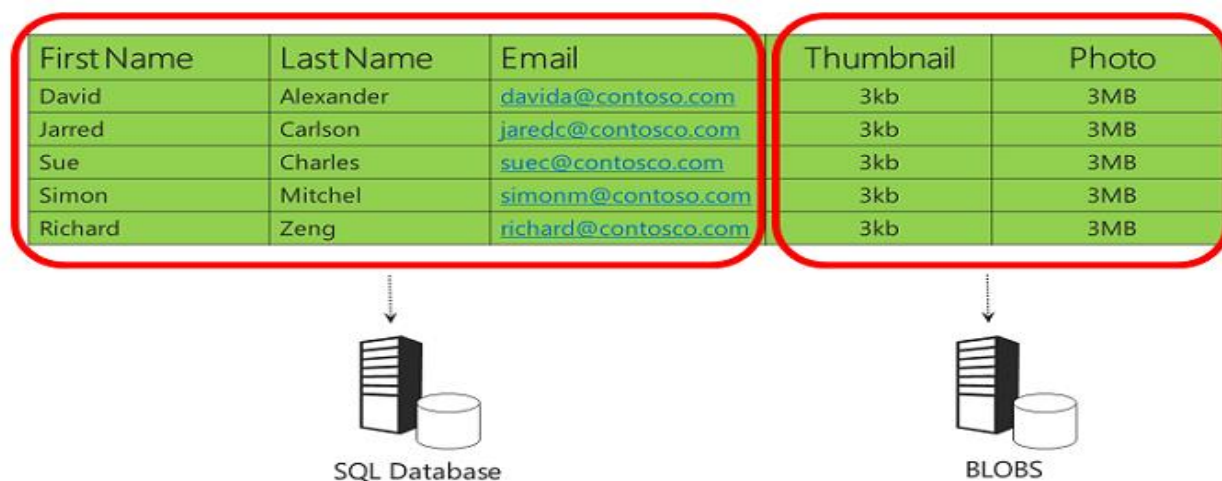 First Name Last Name Email Thumbnail Photo
David Alexander davida@contoso.com 3kb 3MB
Jarred Carlson jaredc@contosco.com 3kb 3MB
Sue Charles suec@contosco.com 3kb 3MB
Simon Mitchel simonm@contoso.com 3kb 3MB
Richard Zeng richard@contosco.com 3kb 3MB
SQL Database BLOBS